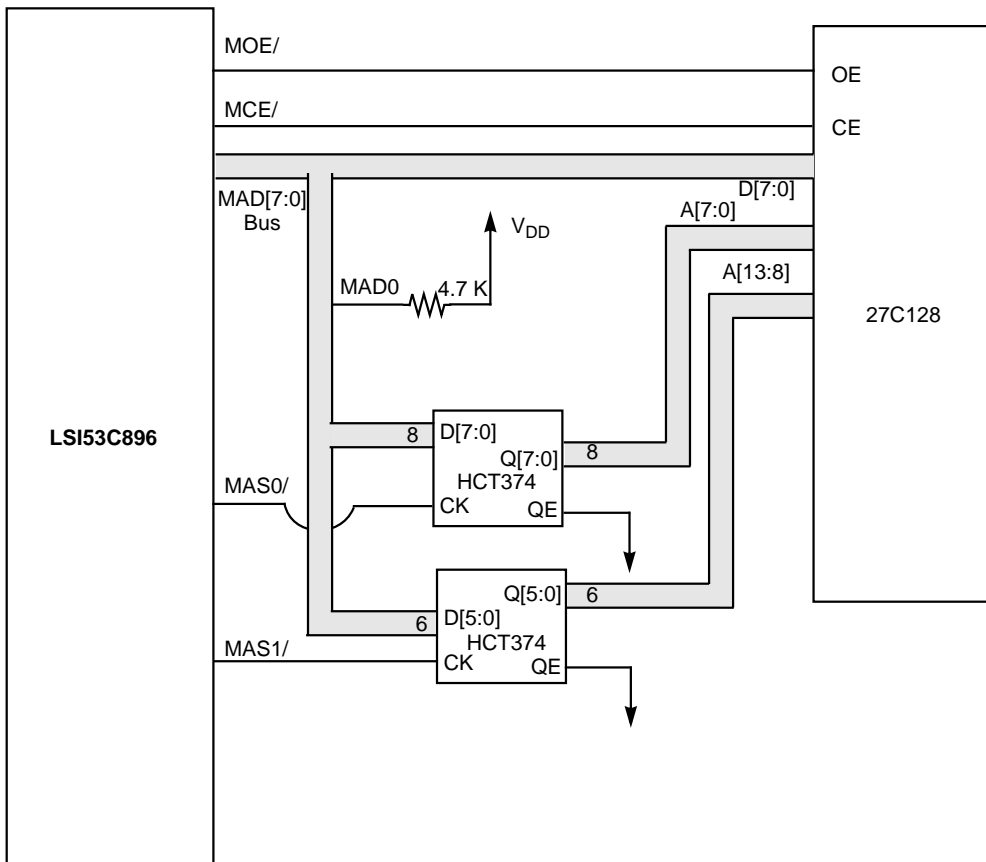 MOE/
OE
MCE/
CE
MAD[7:0]
Bus
D[7:0]
A[7:0]
VDD
A[13:8]
MAD0
4.7 K
27C128
LSI53C896
8
D[7:0]
Q[7:0]
8
HCT374
MAS0/
CK
QE
Q[5:0]
6
6
D[5:0]
HCT374
MAS1/
CK
QE